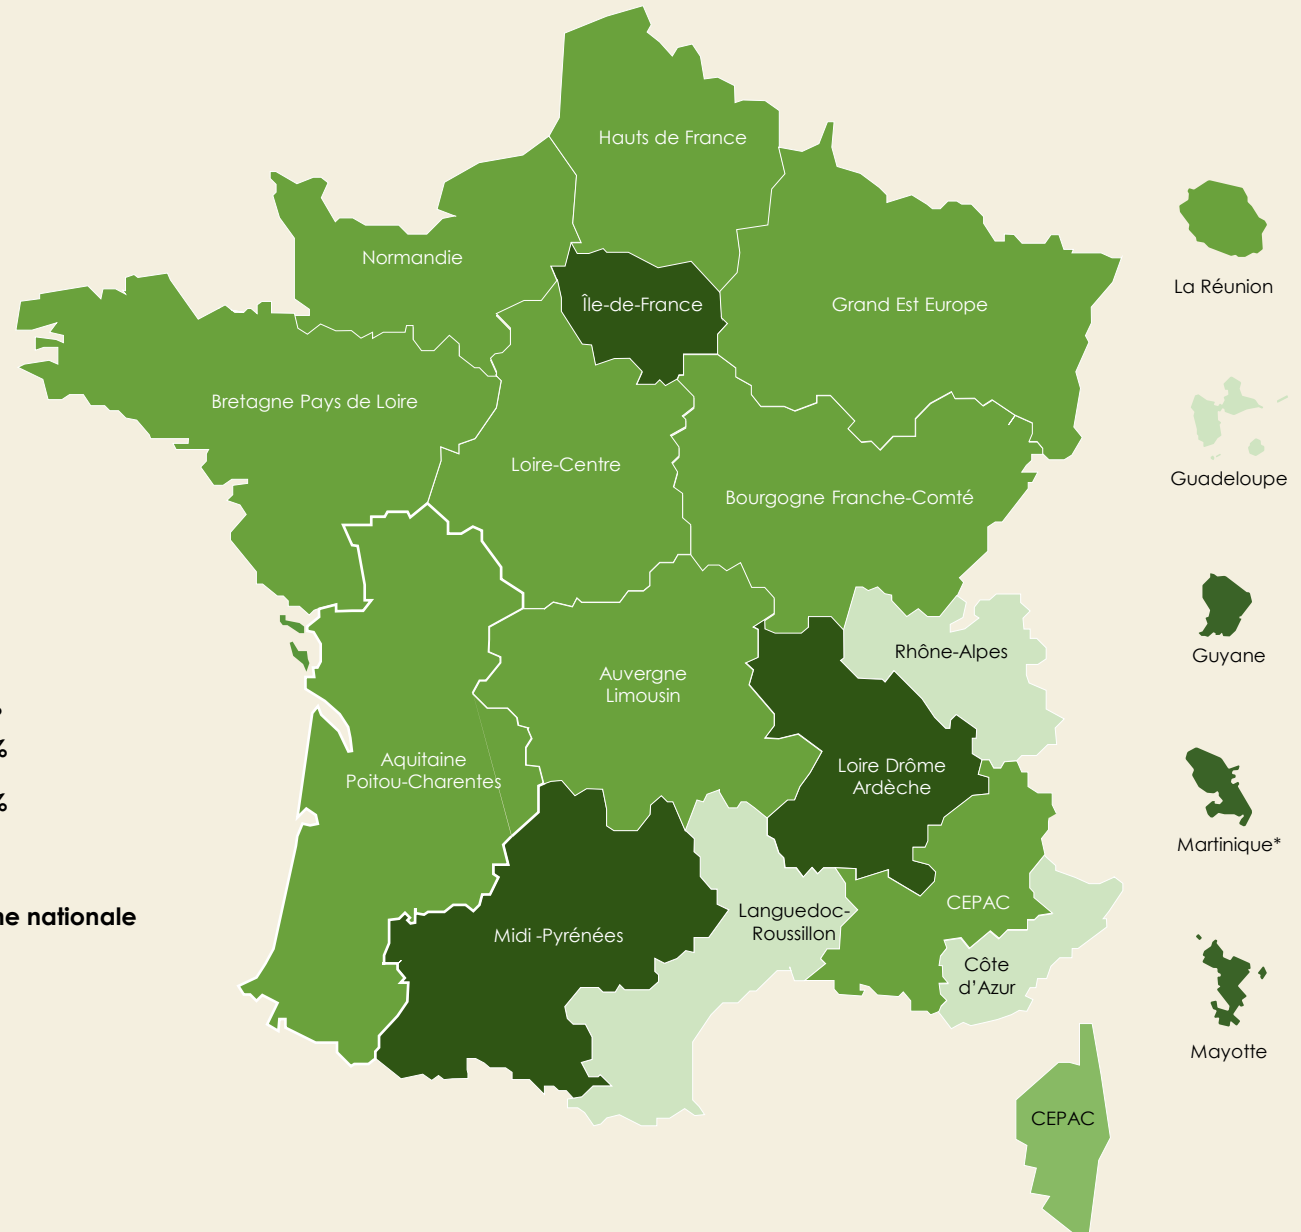 Hauts de France
Normandie
Île-de-France
Grand Est Europe
La Réunion
Bretagne Pays de Loire
Loire-Centre
Bourgogne Franche-Comté
Guadeloupe
Rhône-Alpes
Guyane
Auvergne
Limousin
%
%
Aquitaine
Poitou-Charentes
Loire Drôme
Ardèche
Martinique*
nationale
Midi -Pyrénées
Languedoc-
Roussillon
CEPAC
Côte
d'Azur
Mayotte
CEPAC